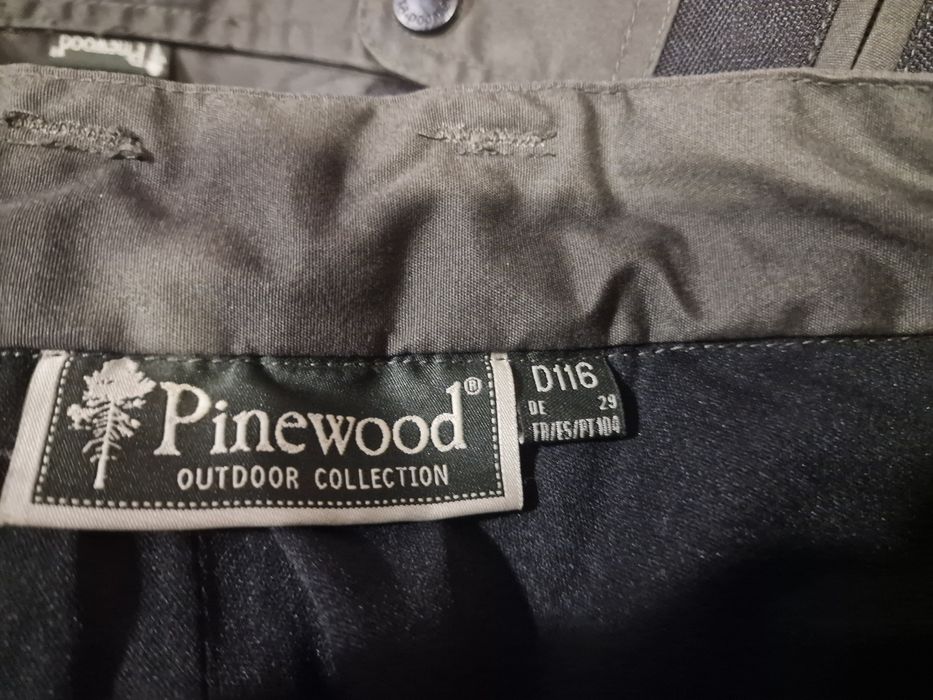 Pinewood
Pinewood®
OUTDOOR COLLECTION
D116
DE 29
FR/ES/PT 104